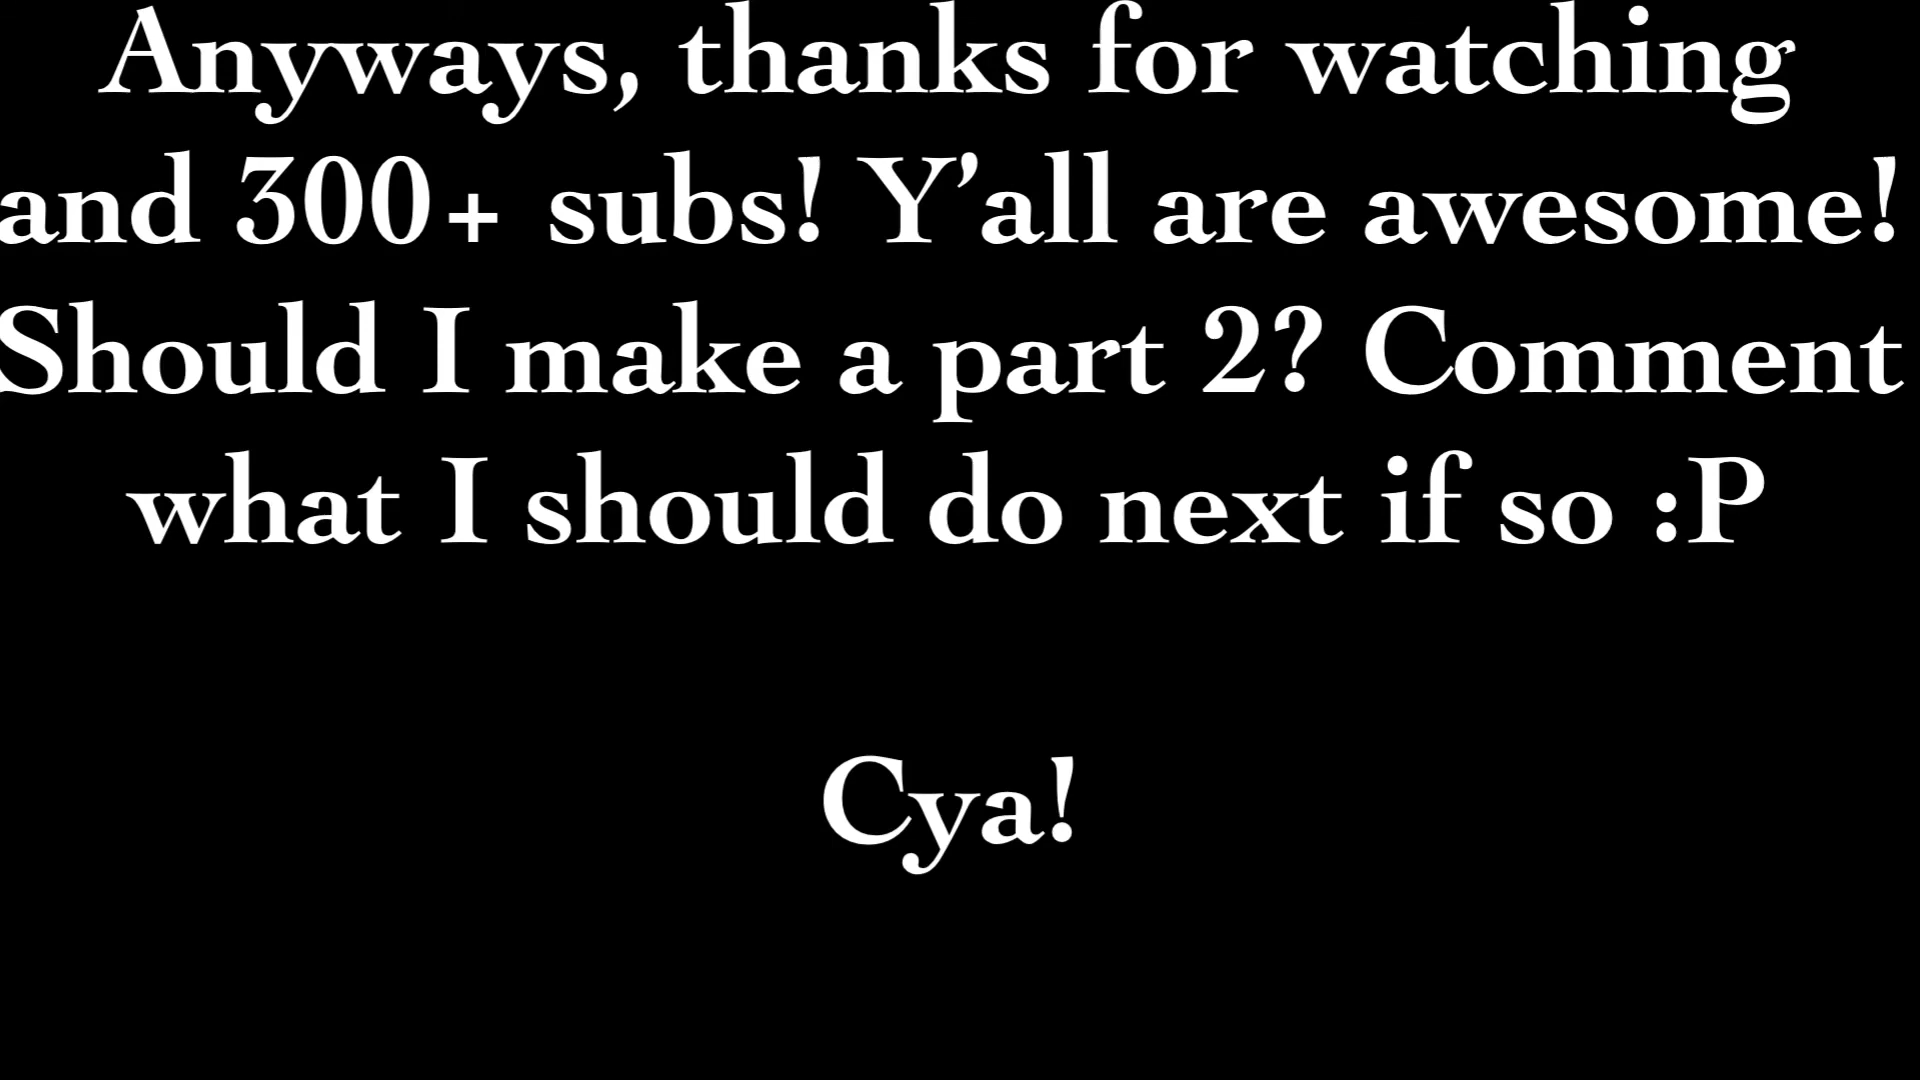 Anyways, thanks for watching
and 300+ subs! Y’all are awesome!
Should I make a part 2? Comment
what I should do next if so :P
Cya!